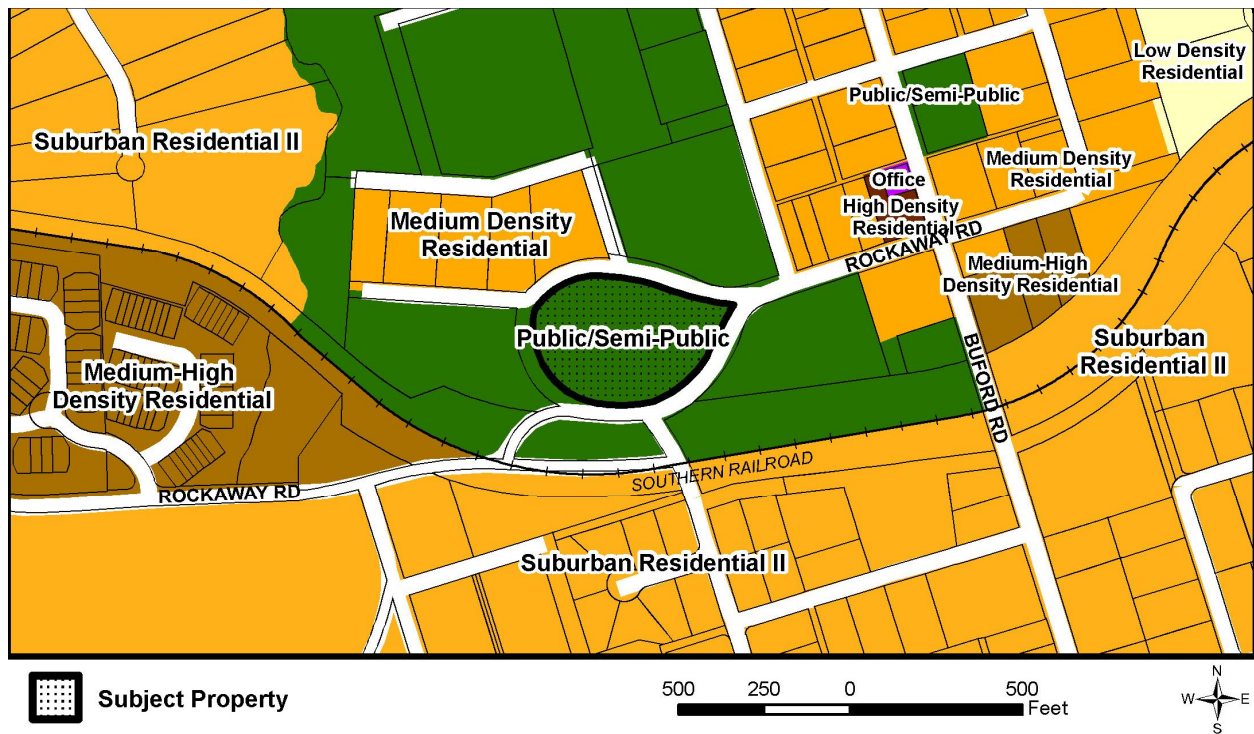 Low Density
Residential
Public/Semi-Public
Suburban Residential II
Medium Density
Residential
Office
High Density
Residential
Medium Density
Residential
ROCKAWAY RD
Medium-High
Density Residential
Public/Semi-Public
Suburban
Residential II
BUFORD RD
Medium-High
Density Residential
SOUTHERN RAILROAD
ROCKAWAY RD
Suburban Residential II
Subject Property
500 250 0 500
Feet
N
W E
S